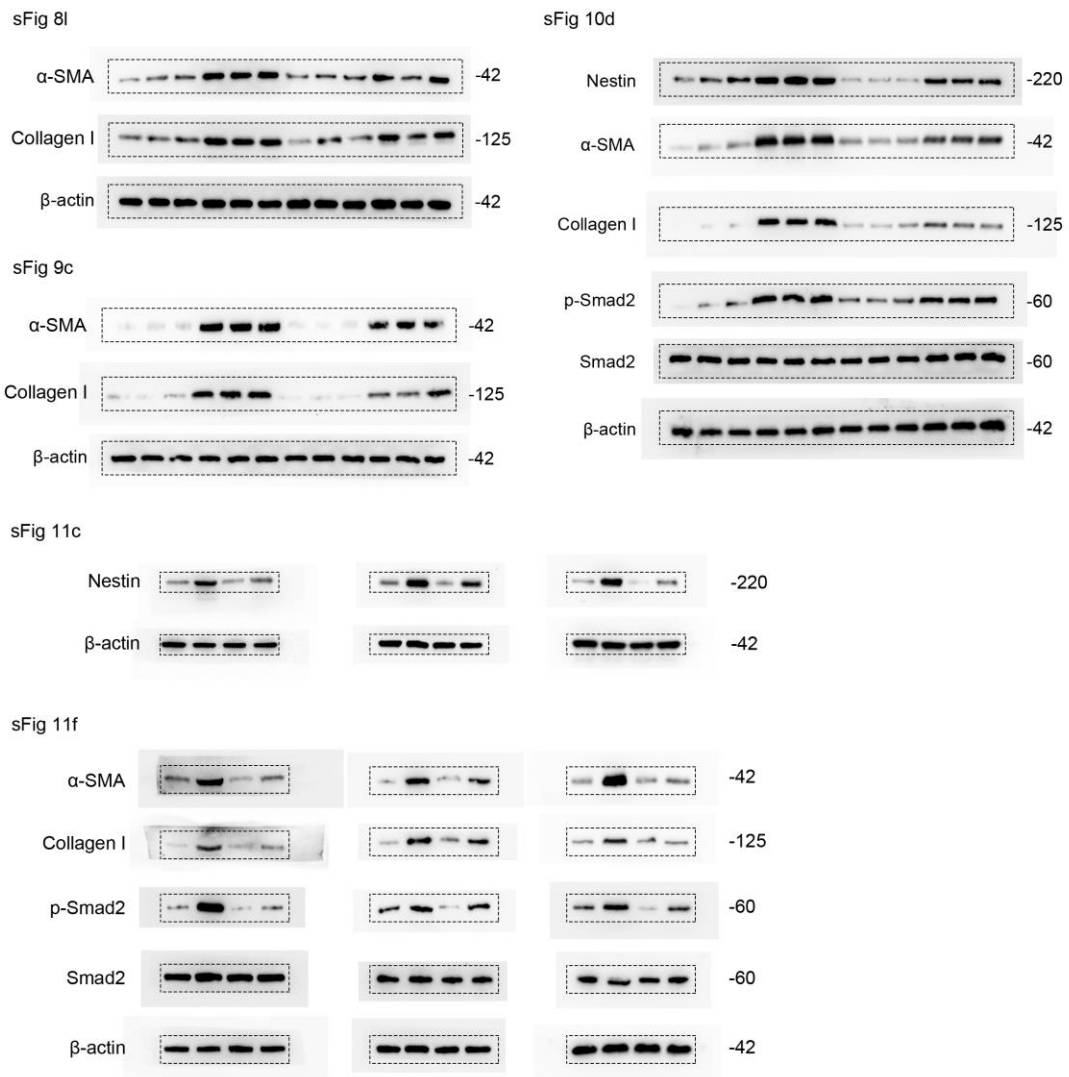 sFig 8l
α-SMA -42
Collagen I -125
β-actin -42
sFig 9c
α-SMA -42
Collagen I -125
β-actin -42
sFig 10d
Nestin -220
α-SMA -42
Collagen I -125
p-Smad2 -60
Smad2 -60
β-actin -42
sFig 11c
Nestin -220
β-actin -42
sFig 11f
α-SMA -42
Collagen I -125
p-Smad2 -60
Smad2 -60
β-actin -42